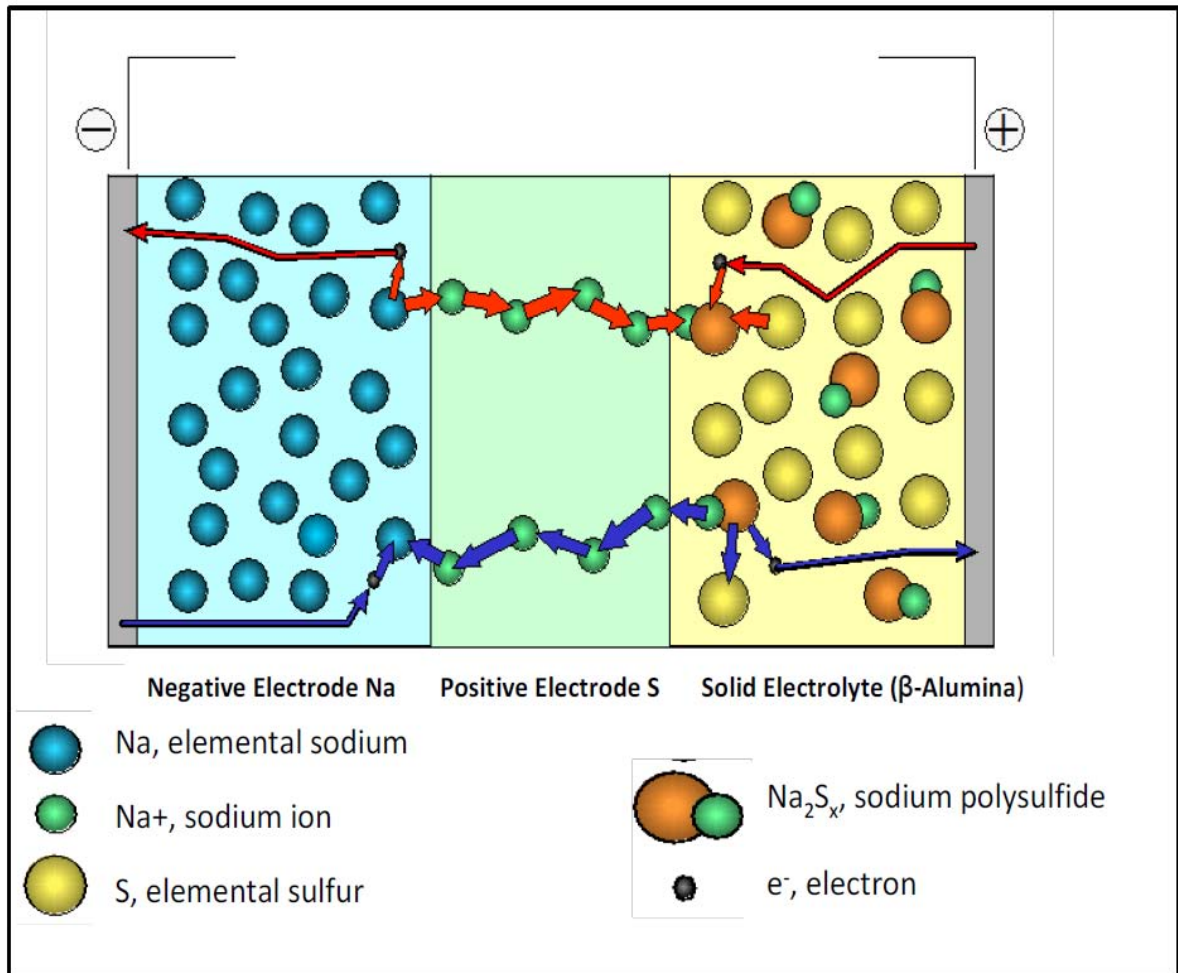 −
+
Negative Electrode Na
Positive Electrode S
Solid Electrolyte (β-Alumina)
Na, elemental sodium
Na+, sodium ion
S, elemental sulfur
Na₂Sₓ, sodium polysulfide
e⁻, electron